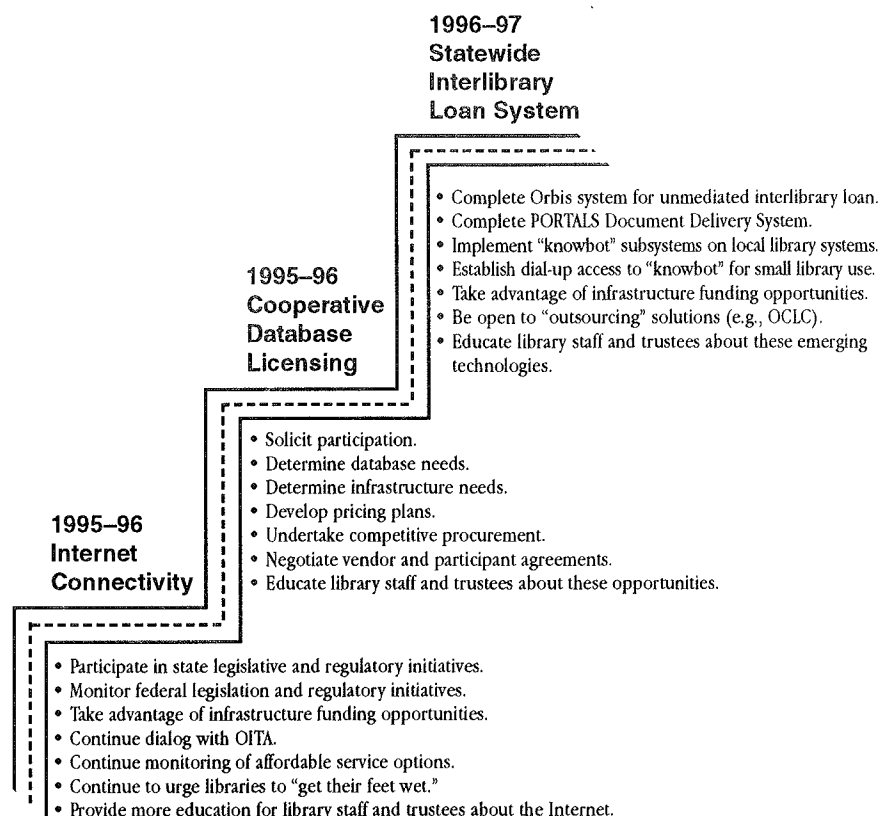 1996–97
Statewide
Interlibrary
Loan System
• Complete Orbis system for unmediated interlibrary loan.
• Complete PORTALS Document Delivery System.
• Implement “knowbot” subsystems on local library systems.
• Establish dial-up access to “knowbot” for small library use.
• Take advantage of infrastructure funding opportunities.
• Be open to “outsourcing” solutions (e.g., OCLC).
• Educate library staff and trustees about these emerging
technologies.
1995–96
Cooperative
Database
Licensing
• Solicit participation.
• Determine database needs.
• Determine infrastructure needs.
• Develop pricing plans.
• Undertake competitive procurement.
• Negotiate vendor and participant agreements.
• Educate library staff and trustees about these opportunities.
1995–96
Internet
Connectivity
• Participate in state legislative and regulatory initiatives.
• Monitor federal legislation and regulatory initiatives.
• Take advantage of infrastructure funding opportunities.
• Continue dialog with OITA.
• Continue monitoring of affordable service options.
• Continue to urge libraries to “get their feet wet.”
• Provide more education for library staff and trustees about the Internet.